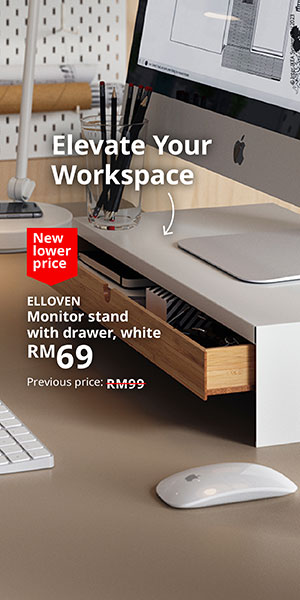 Elevate Your
Workspace
New
lower
price
ELLOVEN
Monitor stand
with drawer, white
RM69
Previous price: RM99